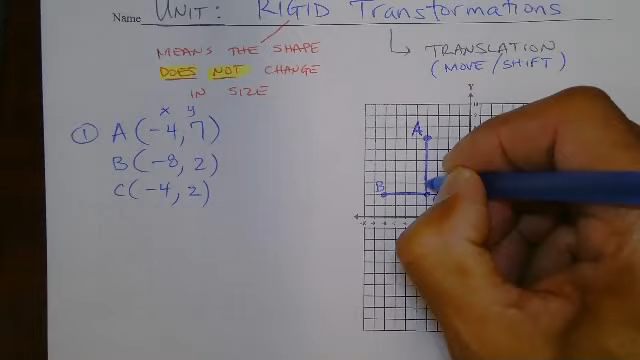 Name UNIT: RIGID Transformations
MEANS THE SHAPE
DOES NOT CHANGE
IN SIZE
TRANSLATION
(MOVE/SHIFT)
x y
① A(-4, 7)
B(-8, 2)
C(-4, 2)
Y
A
B